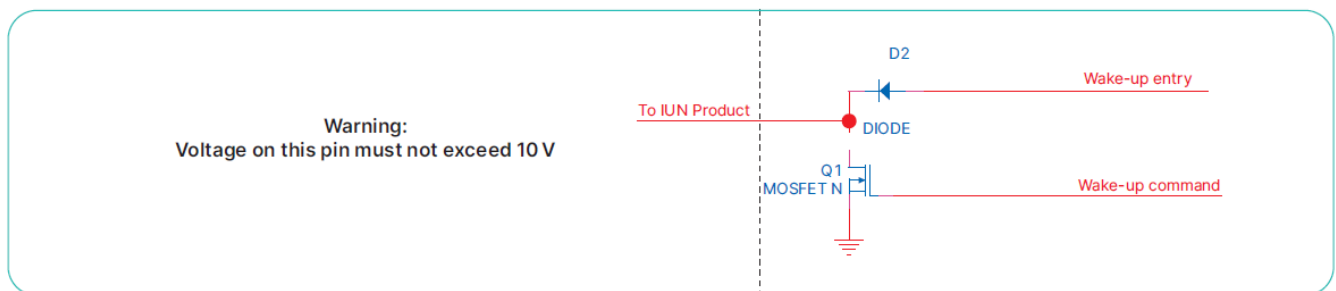 Warning:
Voltage on this pin must not exceed 10 V
D2
Wake-up entry
To IUN Product
DIODE
Q1
MOSFET N
Wake-up command